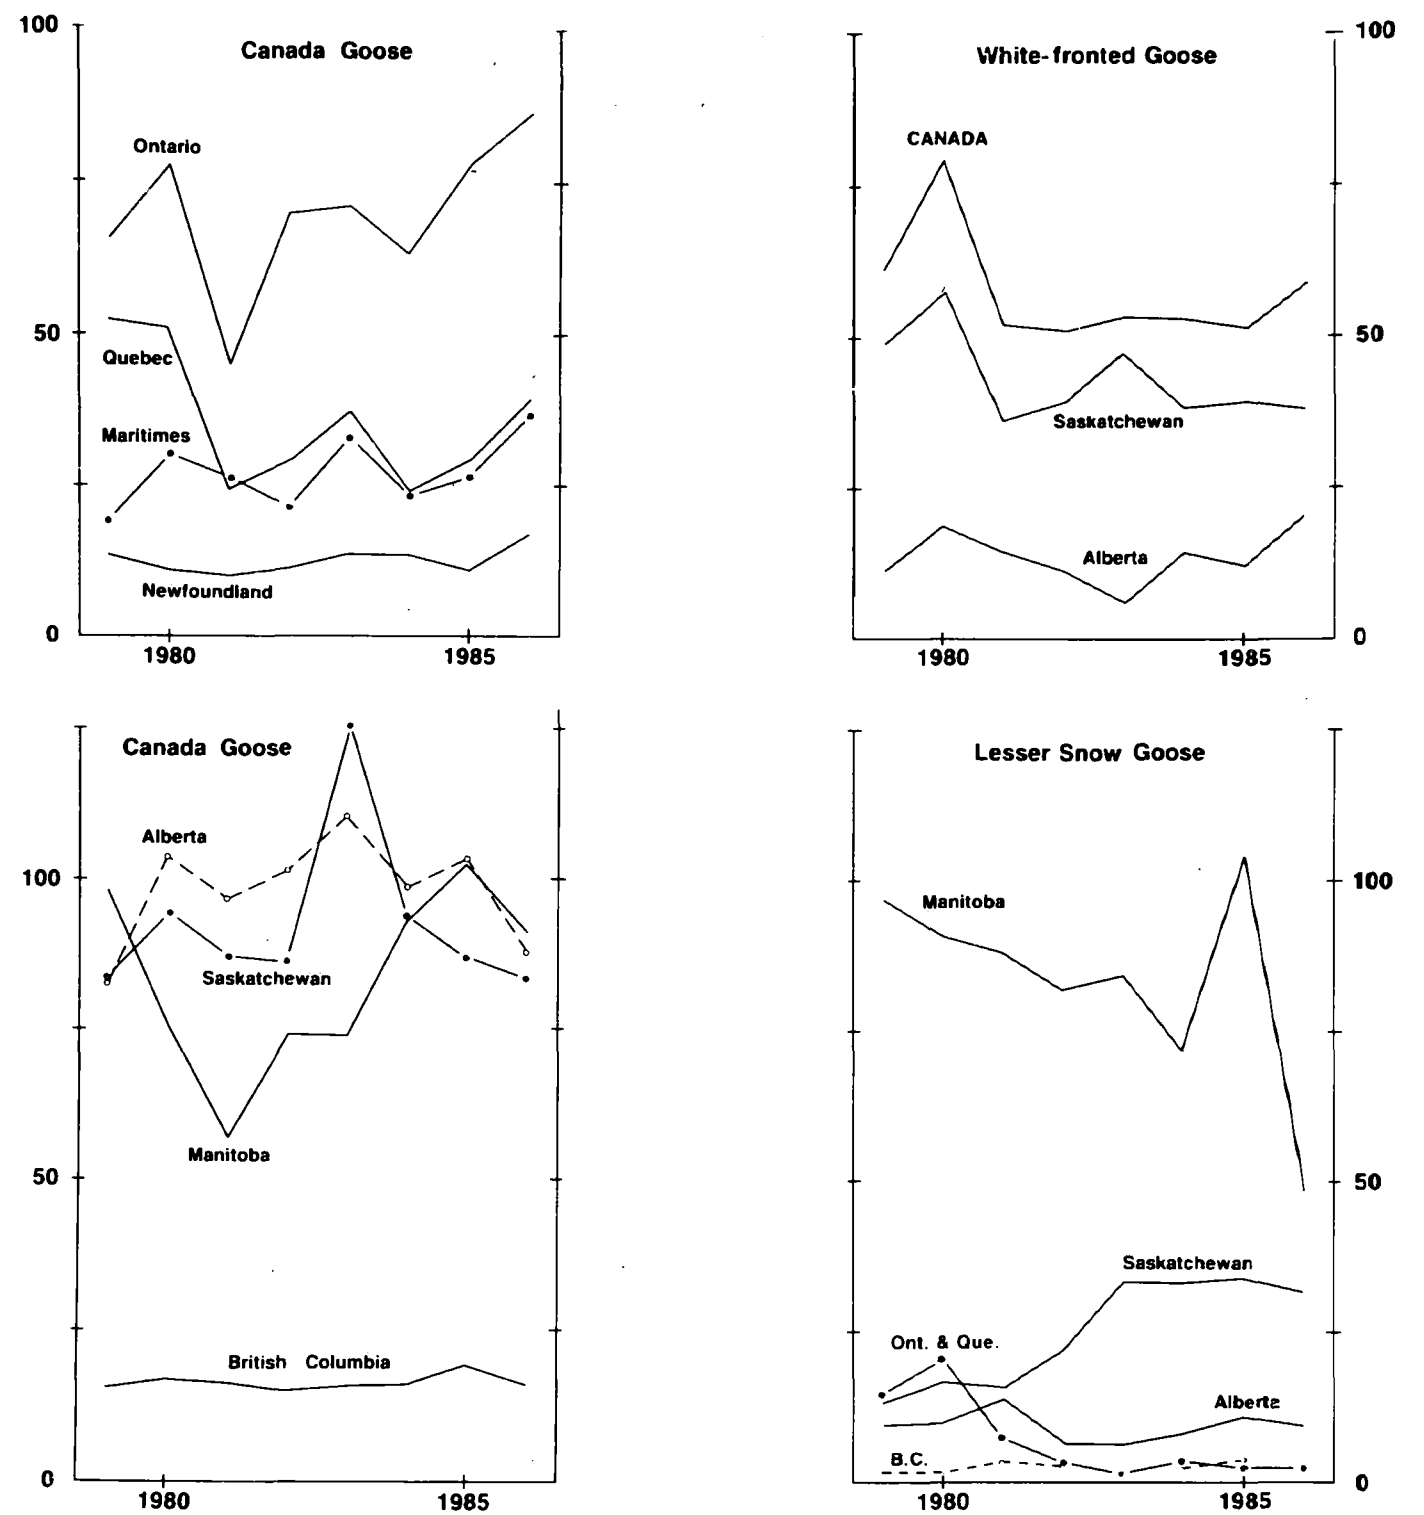 100
Canada Goose
Ontario
50
Quebec
Maritimes
Newfoundland
0
1980 1985
White-fronted Goose
100
CANADA
50
Saskatchewan
Alberta
0
1980 1985
Canada Goose
Alberta
100
Saskatchewan
Manitoba
50
British Columbia
0
1980 1985
Lesser Snow Goose
100
Manitoba
50
Saskatchewan
Ont. & Que.
Alberta
B.C.
0
1980 1985